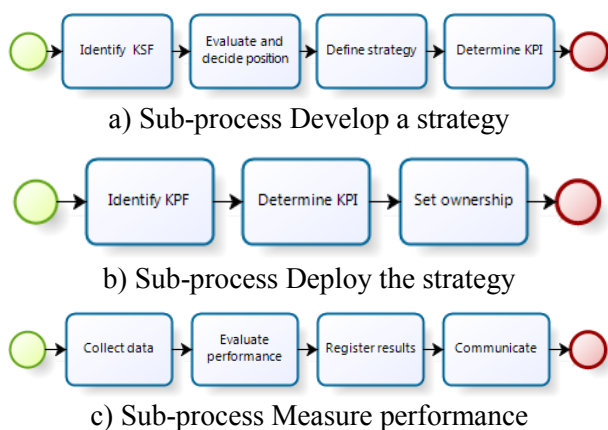 Identify KSF
Evaluate and
decide position
Define strategy
Determine KPI
a) Sub-process Develop a strategy
Identify KPF
Determine KPI
Set ownership
b) Sub-process Deploy the strategy
Collect data
Evaluate
performance
Register results
Communicate
c) Sub-process Measure performance